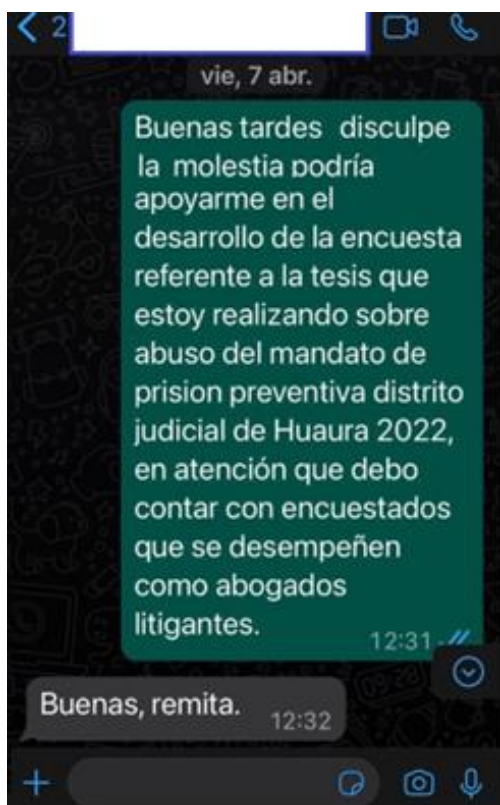 2
vie, 7 abr.
Buenas tardes disculpe
la molestia podría
apoyarme en el
desarrollo de la encuesta
referente a la tesis que
estoy realizando sobre
abuso del mandato de
prision preventiva distrito
judicial de Huaura 2022,
en atención que debo
contar con encuestados
que se desempeñen
como abogados
litigantes.
12:31
Buenas, remita.
12:32